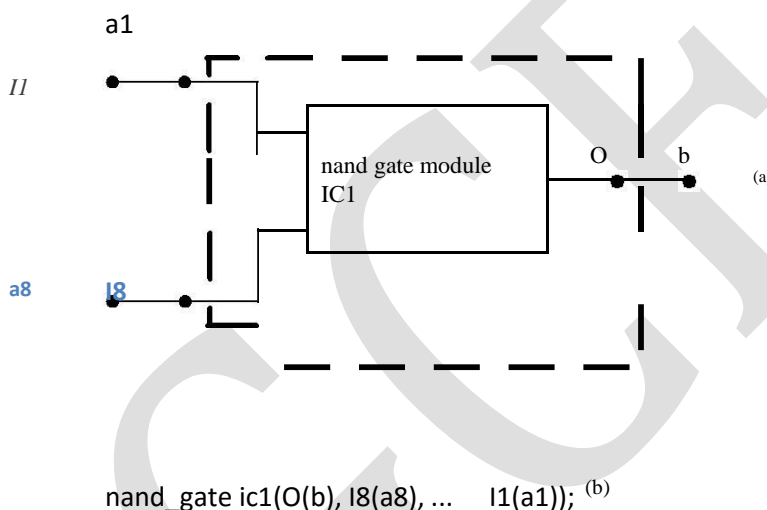 a1
I1
nand gate module
IC1
O b (a
a8 I8
nand_gate ic1(O(b), I8(a8), ... I1(a1)); (b)